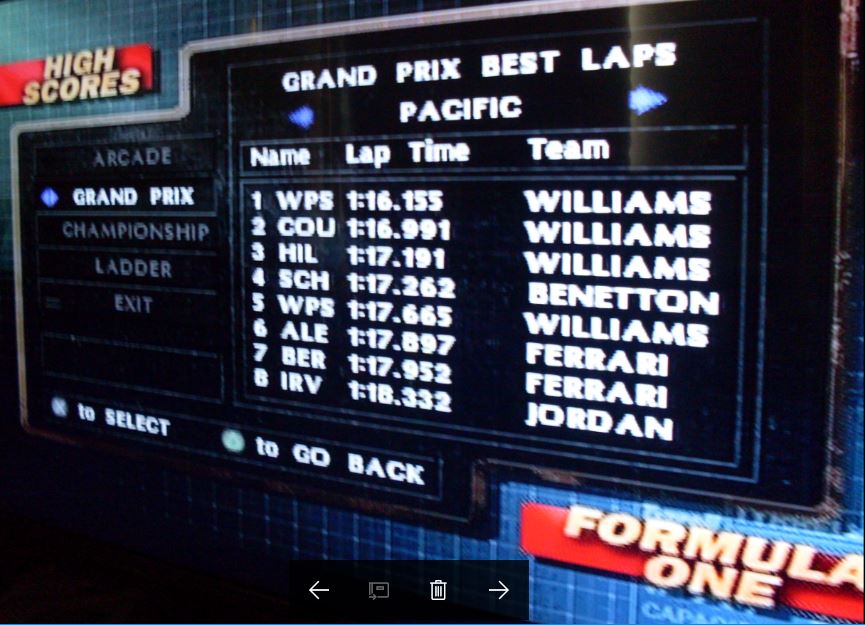 HIGH
SCORES
GRAND PRIX BEST LAPS
PACIFIC
ARCADE
GRAND PRIX
CHAMPIONSHIP
LADDER
EXIT
Name Lap Time Team
1 WPS 1:16.155 WILLIAMS
2 COU 1:16.991 WILLIAMS
3 HIL 1:17.191 WILLIAMS
4 SCH 1:17.262 BENETTON
5 WPS 1:17.665 WILLIAMS
6 ALE 1:17.897 FERRARI
7 BER 1:17.952 FERRARI
8 IRV 1:18.332 JORDAN
X to SELECT
to GO BACK
FORMULA
ONE